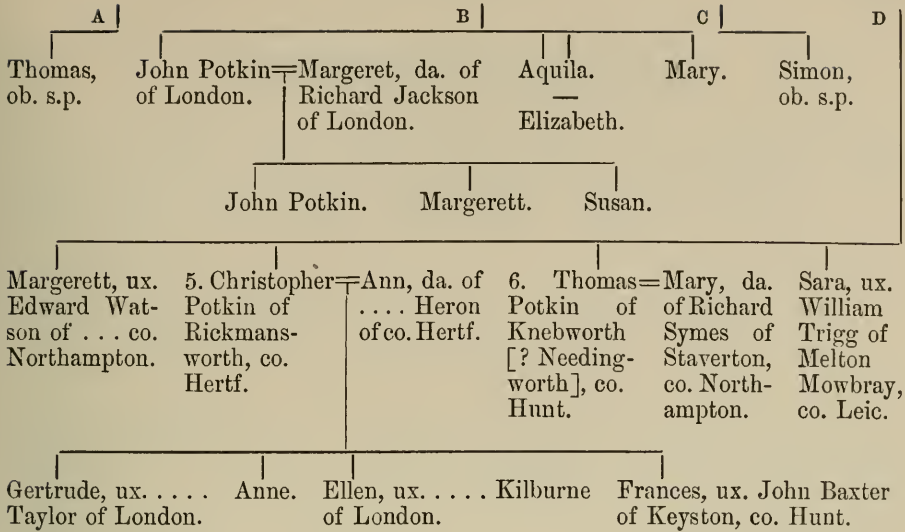 A B C D
Thomas,
ob. s.p.
John Potkin=Margeret, da. of
of London. Richard Jackson
of London.
Aquila.
—
Elizabeth.
Mary.
Simon,
ob. s.p.
John Potkin. Margerett. Susan.
Margerett, ux.
Edward Wat-
son of ... co.
Northampton.
5. Christopher=Ann, da. of
Potkin of .... Heron
Rickmans- of co. Hertf.
worth, co.
Hertf.
6. Thomas=Mary, da.
Potkin of of Richard
Knebworth Symes of
[? Needing- Staverton,
worth], co. co. North-
Hunt. ampton.
Sara, ux.
William
Trigg of
Melton
Mowbray,
co. Leic.
Gertrude, ux. . . . . .
Taylor of London.
Anne.
Ellen, ux. . . . . . Kilburne
of London.
Frances, ux. John Baxter
of Keyston, co. Hunt.